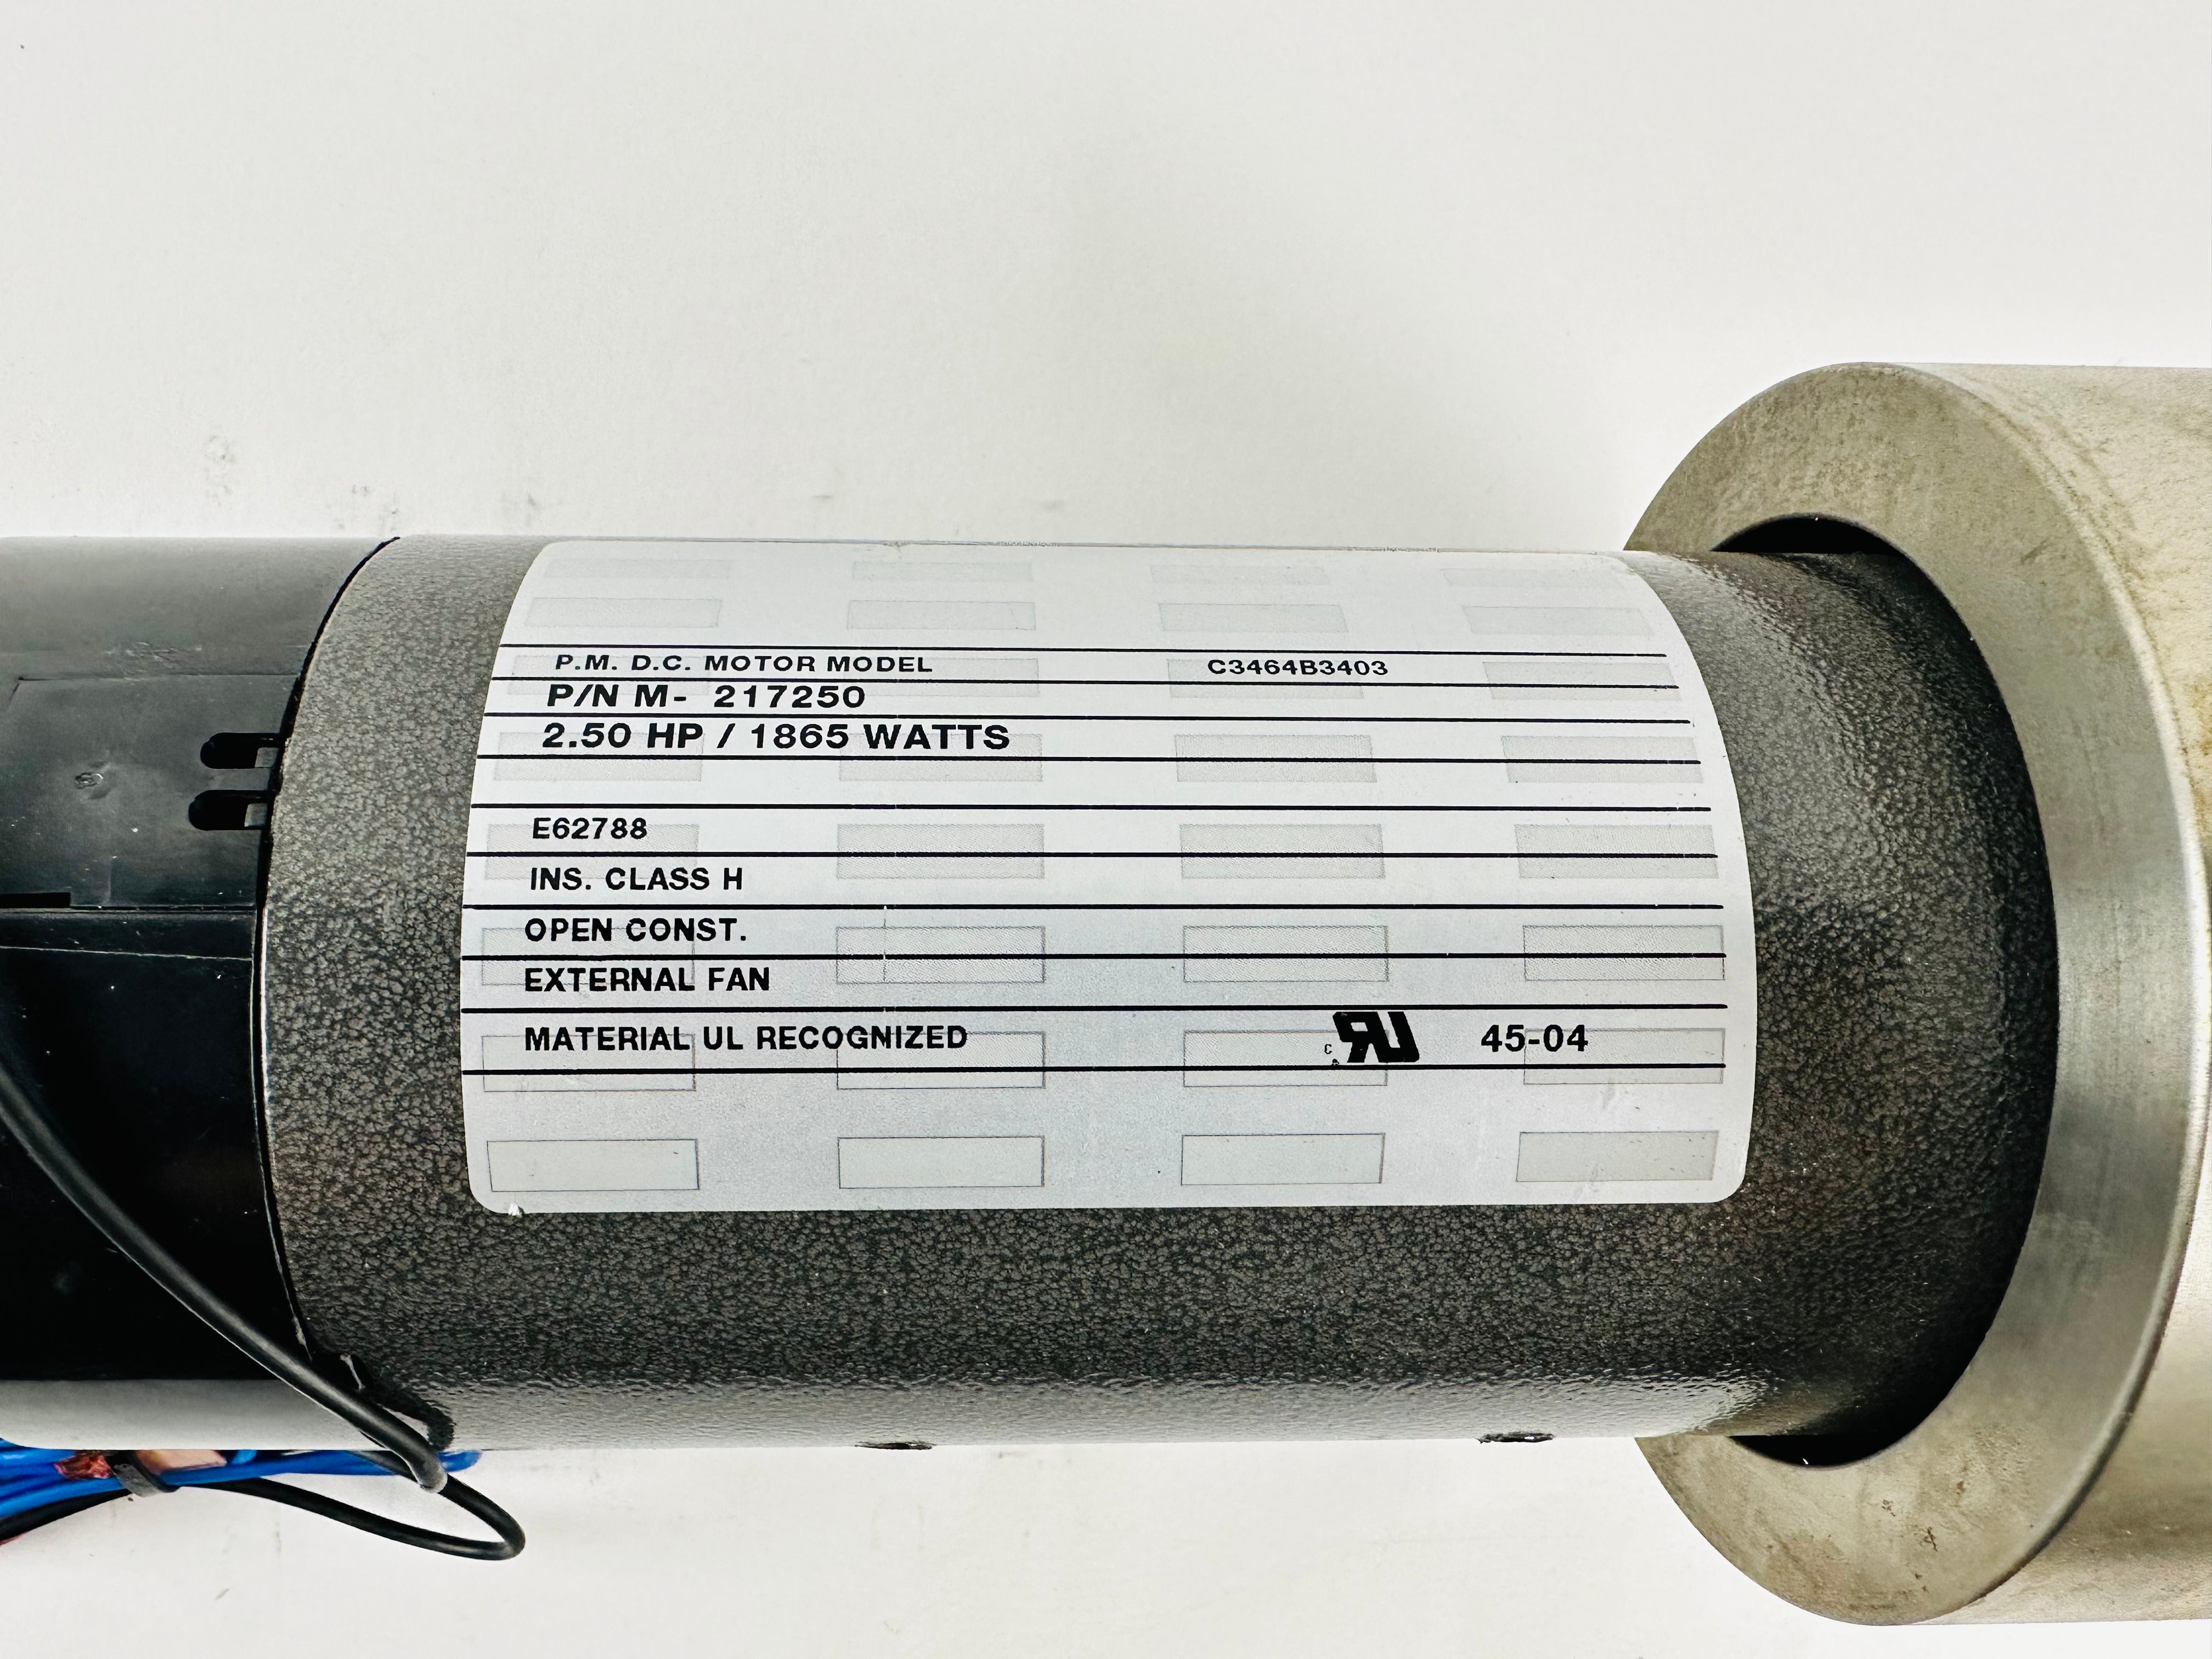 P.M. D.C. MOTOR MODEL C3464B3403
P/N M- 217250
2.50 HP / 1865 WATTS
E62788
INS. CLASS H
OPEN CONST.
EXTERNAL FAN
MATERIAL UL RECOGNIZED c RU 45-04